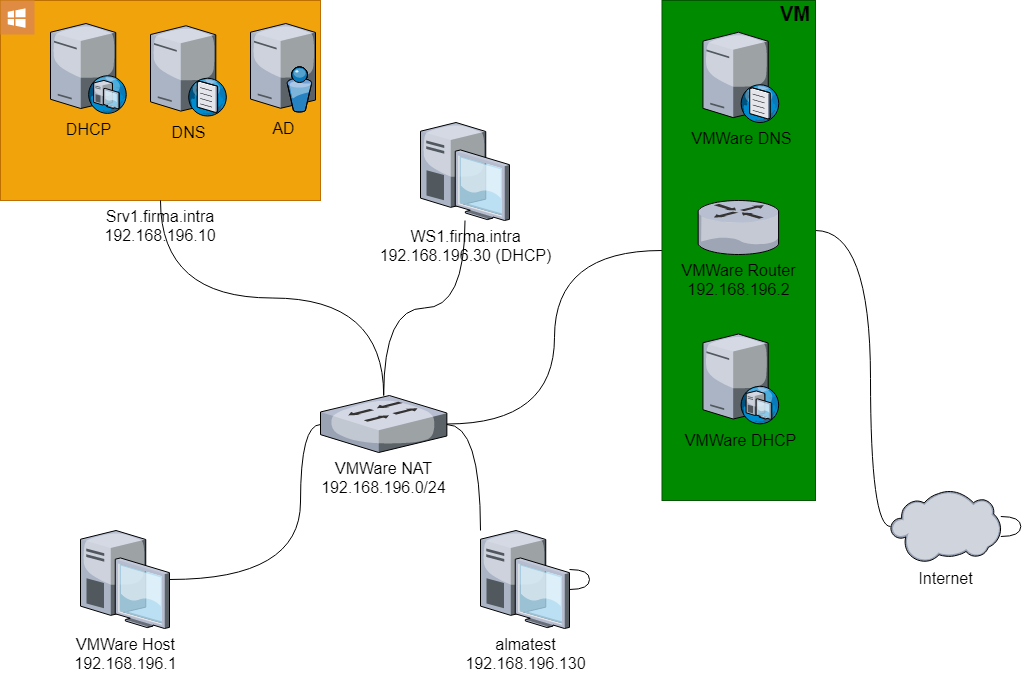 VM
DHCP
DNS
AD
VMWare DNS
Srv1.firma.intra
192.168.196.10
WS1.firma.intra
192.168.196.30 (DHCP)
VMWare Router
192.168.196.2
VMWare DHCP
VMWare NAT
192.168.196.0/24
Internet
VMWare Host
192.168.196.1
almatest
192.168.196.130